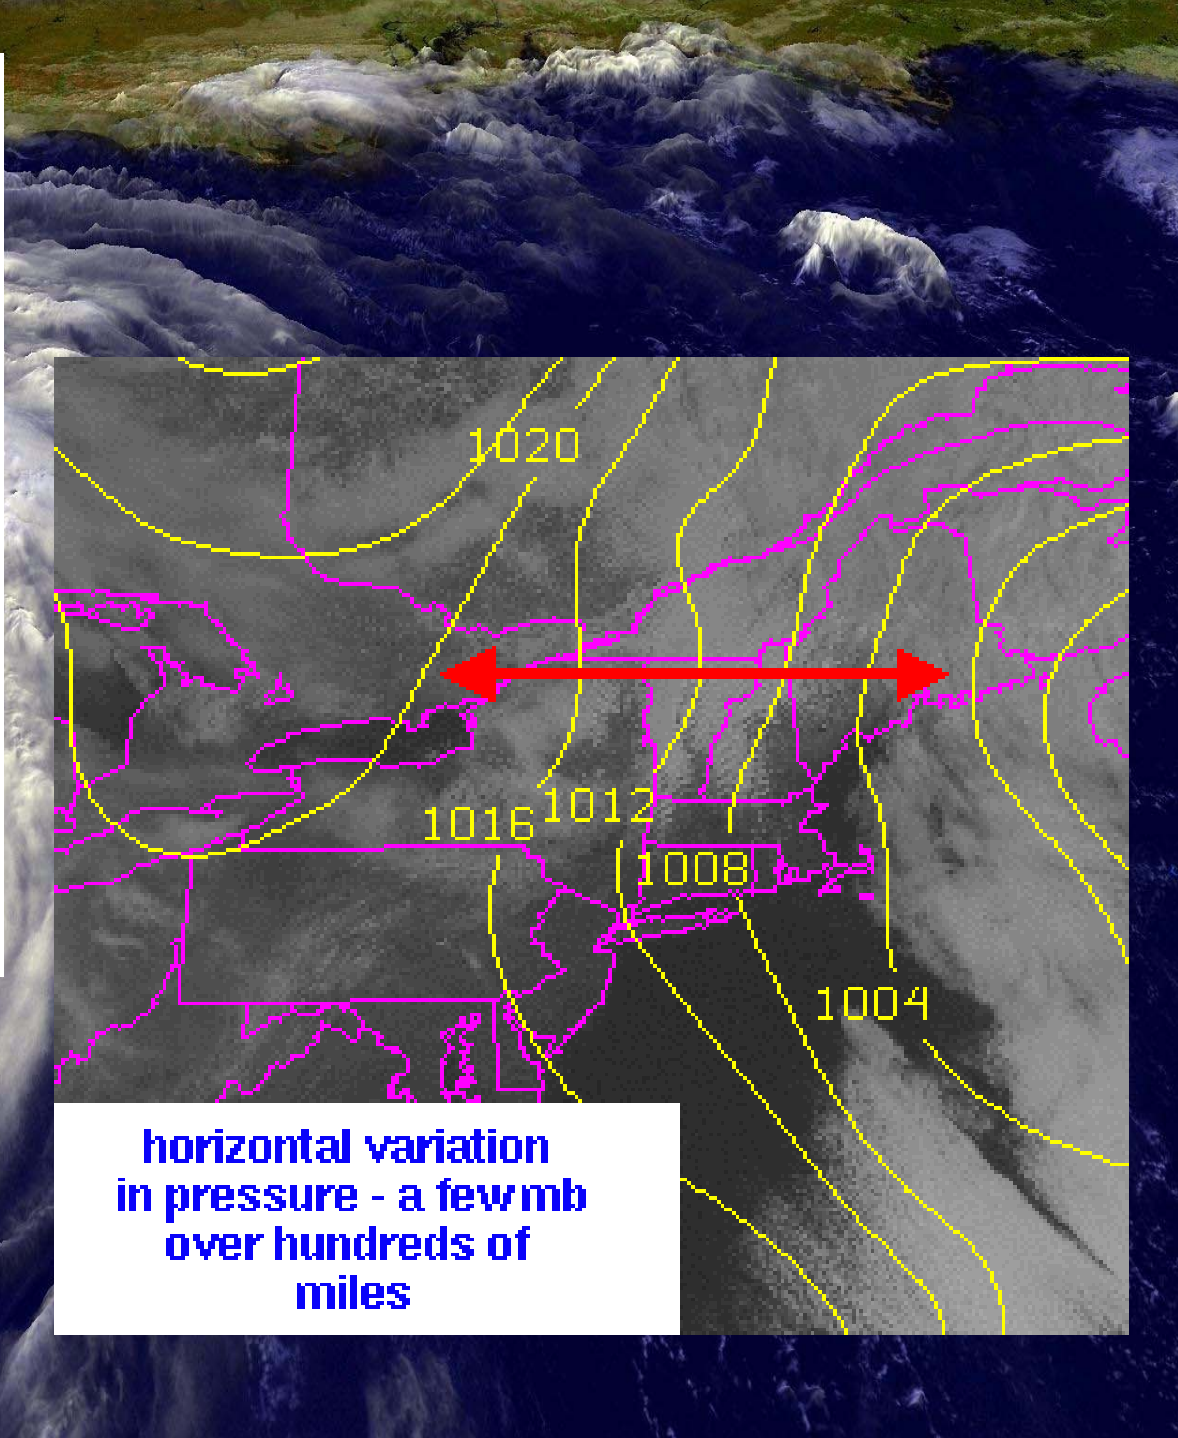 1020
1012
1016
1008
1004
horizontal variation
in pressure - a few mb
over hundreds of
miles